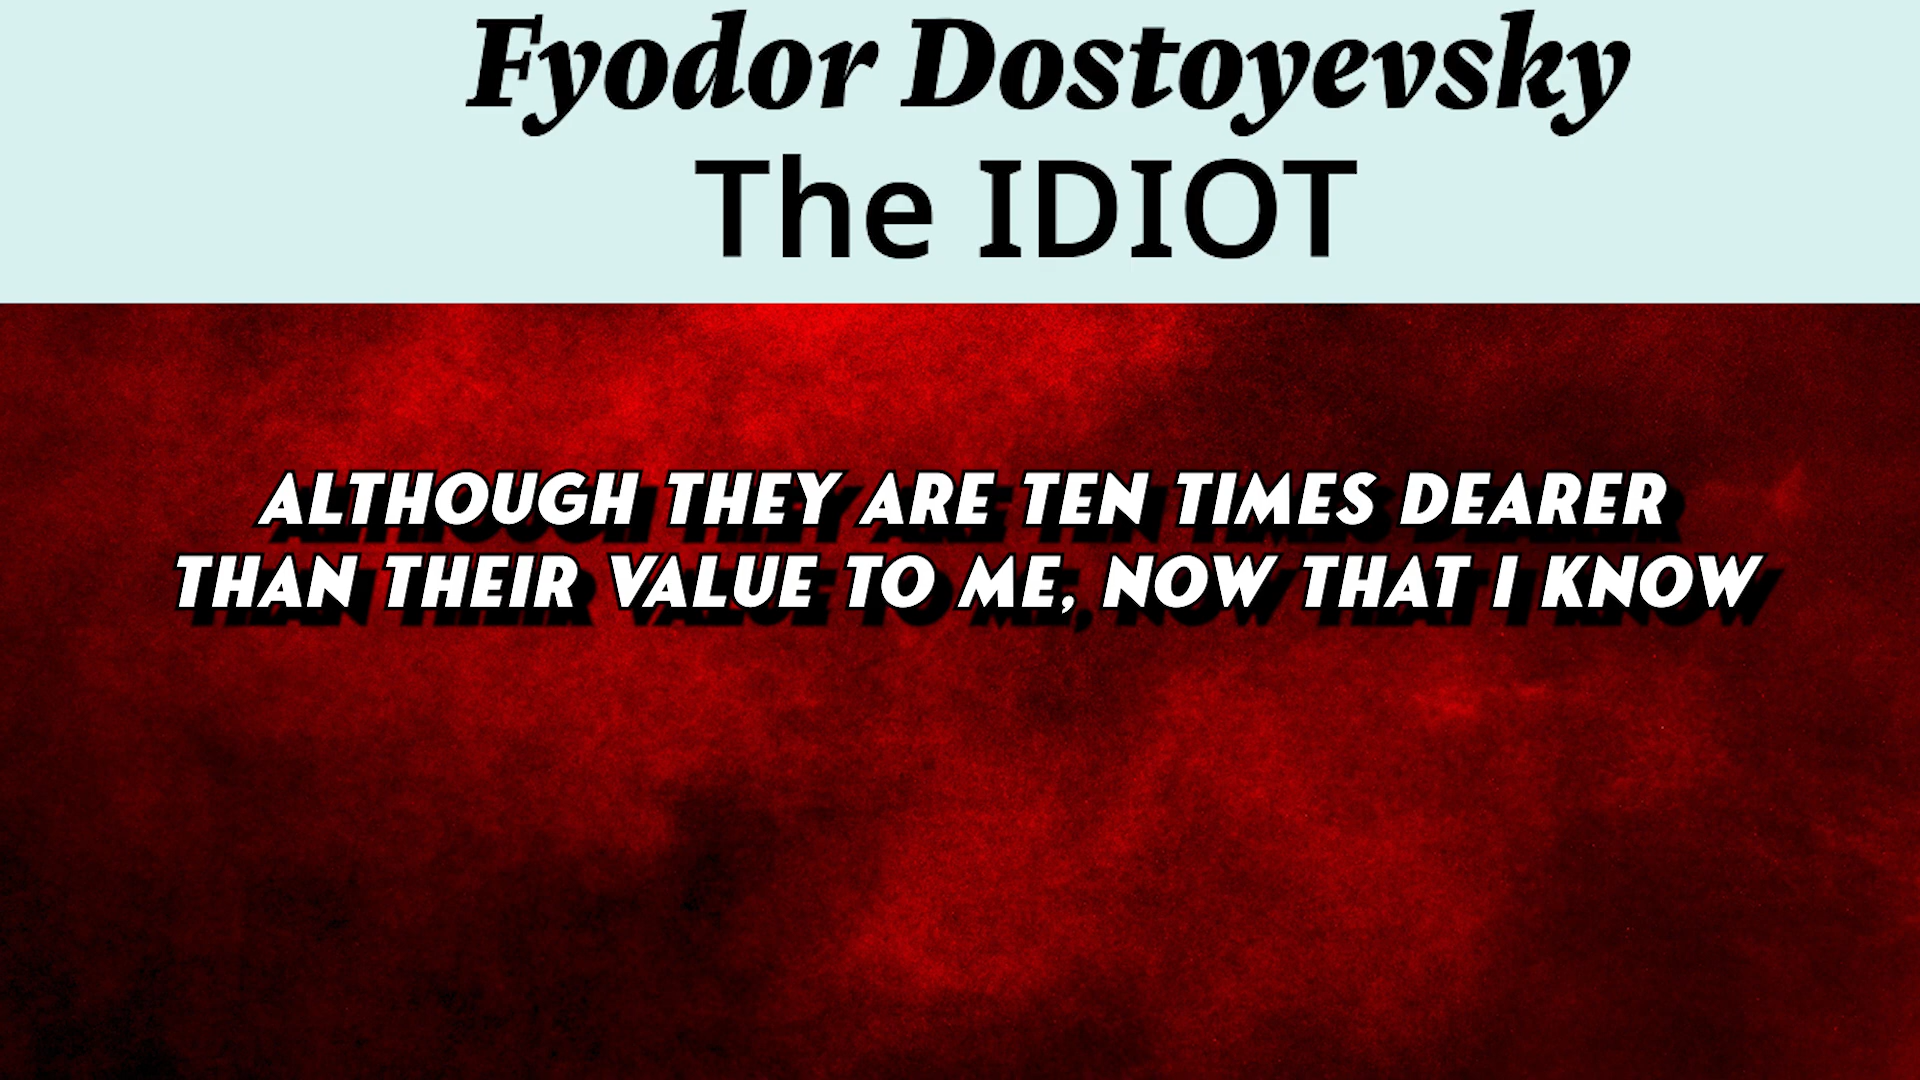 Fyodor Dostoyevsky
The IDIOT
ALTHOUGH THEY ARE TEN TIMES DEARER
THAN THEIR VALUE TO ME, NOW THAT I KNOW